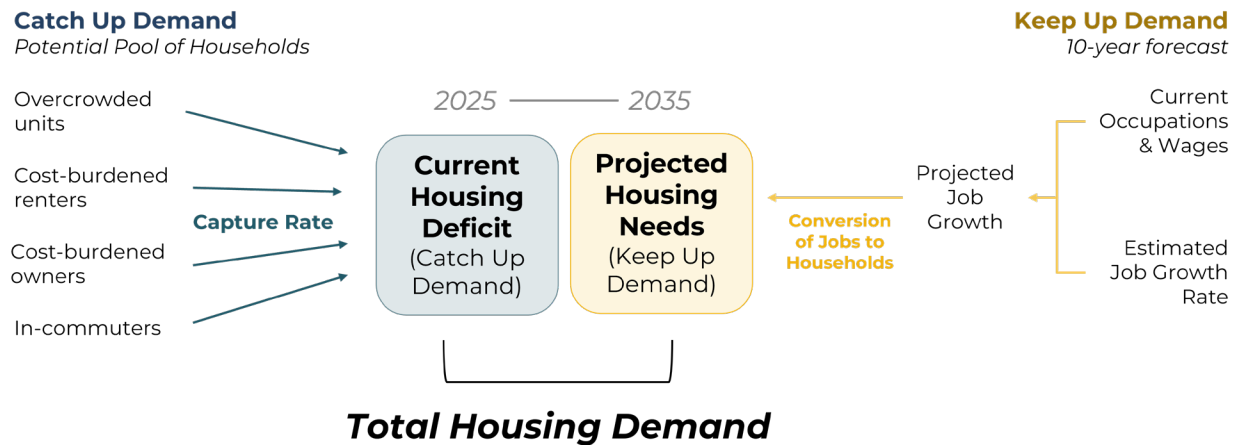 Catch Up Demand
Potential Pool of Households
Overcrowded
units
Cost-burdened
renters
Capture Rate
Cost-burdened
owners
In-commuters
2025
2035
Current
Housing
Deficit
(Catch Up
Demand)
Projected
Housing
Needs
(Keep Up
Demand)
Conversion
of Jobs to
Households
Projected
Job
Growth
Keep Up Demand
10-year forecast
Current
Occupations
& Wages
Estimated
Job Growth
Rate
Total Housing Demand